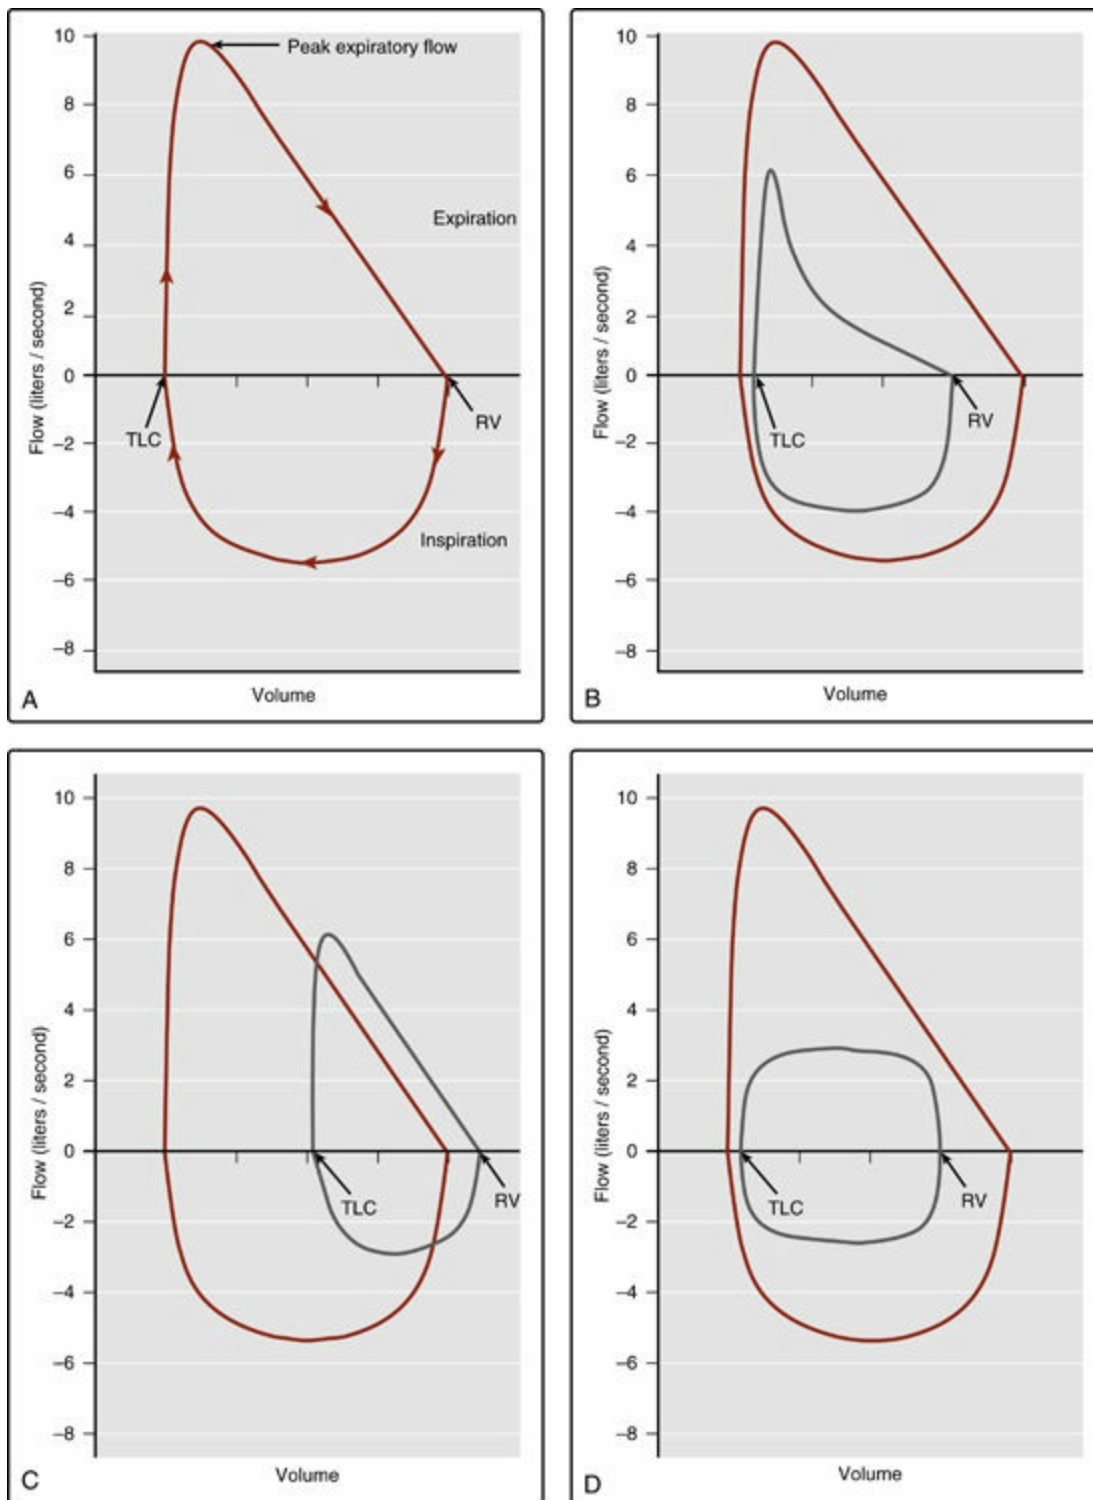 10
8
6
4
2
0
–2
–4
–6
–8
Flow (liters / second)
Peak expiratory flow
Expiration
TLC
RV
Inspiration
Volume
A
10
8
6
4
2
0
–2
–4
–6
–8
Flow (liters / second)
TLC
RV
Volume
B
10
8
6
4
2
0
–2
–4
–6
–8
Flow (liters / second)
TLC
RV
Volume
C
10
8
6
4
2
0
–2
–4
–6
–8
Flow (liters / second)
TLC
RV
Volume
D